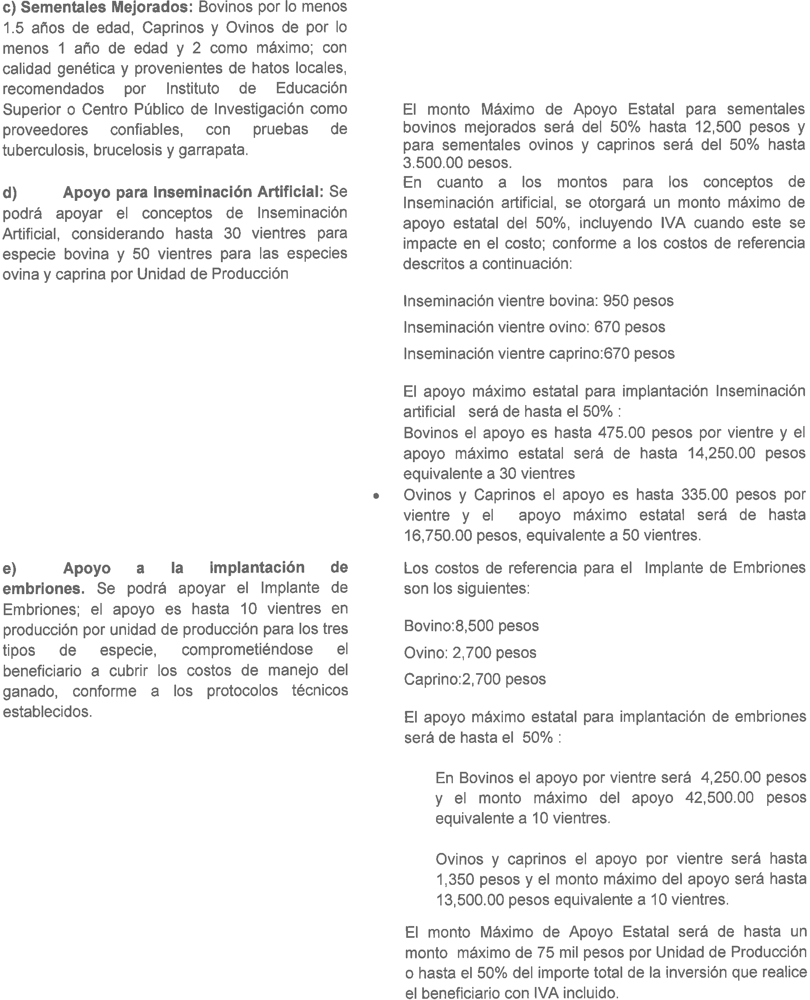 c) Sementales Mejorados: Bovinos por lo menos
1.5 años de edad, Caprinos y Ovinos de por lo
menos 1 año de edad y 2 como máximo; con
calidad genética y provenientes de hatos locales,
recomendados por Instituto de Educación
Superior o Centro Público de Investigación como
proveedores confiables, con pruebas de
tuberculosis, brucelosis y garrapata.
El monto Máximo de Apoyo Estatal para sementales
bovinos mejorados será del 50% hasta 12,500 pesos y
para sementales ovinos y caprinos será del 50% hasta
3.500.00 pesos.
d) Apoyo para Inseminación Artificial: Se
podrá apoyar el conceptos de Inseminación
Artificial, considerando hasta 30 vientres para
especie bovina y 50 vientres para las especies
ovina y caprina por Unidad de Producción
En cuanto a los montos para los conceptos de
Inseminación artificial, se otorgará un monto máximo de
apoyo estatal del 50%, incluyendo IVA cuando este se
impacte en el costo; conforme a los costos de referencia
descritos a continuación:
Inseminación vientre bovina: 950 pesos
Inseminación vientre ovino: 670 pesos
Inseminación vientre caprino:670 pesos
El apoyo máximo estatal para implantación Inseminación
artificial será de hasta el 50% :
Bovinos el apoyo es hasta 475.00 pesos por vientre y el
apoyo máximo estatal será de hasta 14,250.00 pesos
equivalente a 30 vientres
• Ovinos y Caprinos el apoyo es hasta 335.00 pesos por
vientre y el apoyo máximo estatal será de hasta
16,750.00 pesos, equivalente a 50 vientres.
e) Apoyo a la implantación de
embriones. Se podrá apoyar el Implante de
Embriones; el apoyo es hasta 10 vientres en
producción por unidad de producción para los tres
tipos de especie, comprometiéndose el
beneficiario a cubrir los costos de manejo del
ganado, conforme a los protocolos técnicos
establecidos.
Los costos de referencia para el Implante de Embriones
son los siguientes:
Bovino:8,500 pesos
Ovino: 2,700 pesos
Caprino:2,700 pesos
El apoyo máximo estatal para implantación de embriones
será de hasta el 50% :
En Bovinos el apoyo por vientre será 4,250.00 pesos
y el monto máximo del apoyo 42,500.00 pesos
equivalente a 10 vientres.
Ovinos y caprinos el apoyo por vientre será hasta
1,350 pesos y el monto máximo del apoyo será hasta
13,500.00 pesos equivalente a 10 vientres.
El monto Máximo de Apoyo Estatal será de hasta un
monto máximo de 75 mil pesos por Unidad de Producción
o hasta el 50% del importe total de la inversión que realice
el beneficiario con IVA incluido.